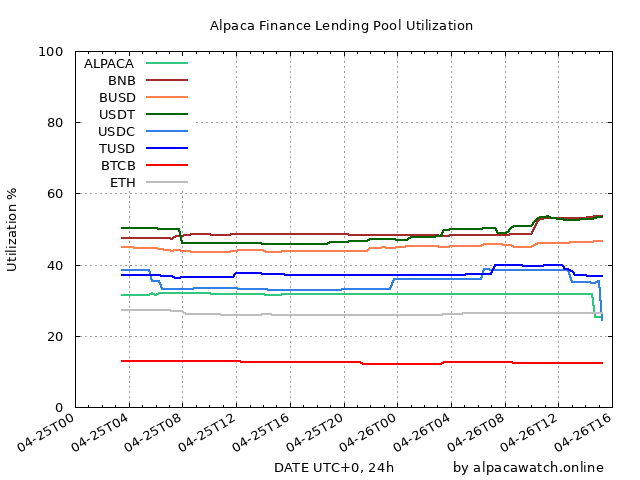 Alpaca Finance Lending Pool Utilization
100
80
60
40
20
0
Utilization %
ALPACA
BNB
BUSD
USDT
USDC
TUSD
BTCB
ETH
04-25T00
04-25T04
04-25T08
04-25T12
04-25T16
04-25T20
04-26T00
04-26T04
04-26T08
04-26T12
04-26T16
DATE UTC+0, 24h
by alpacawatch.online